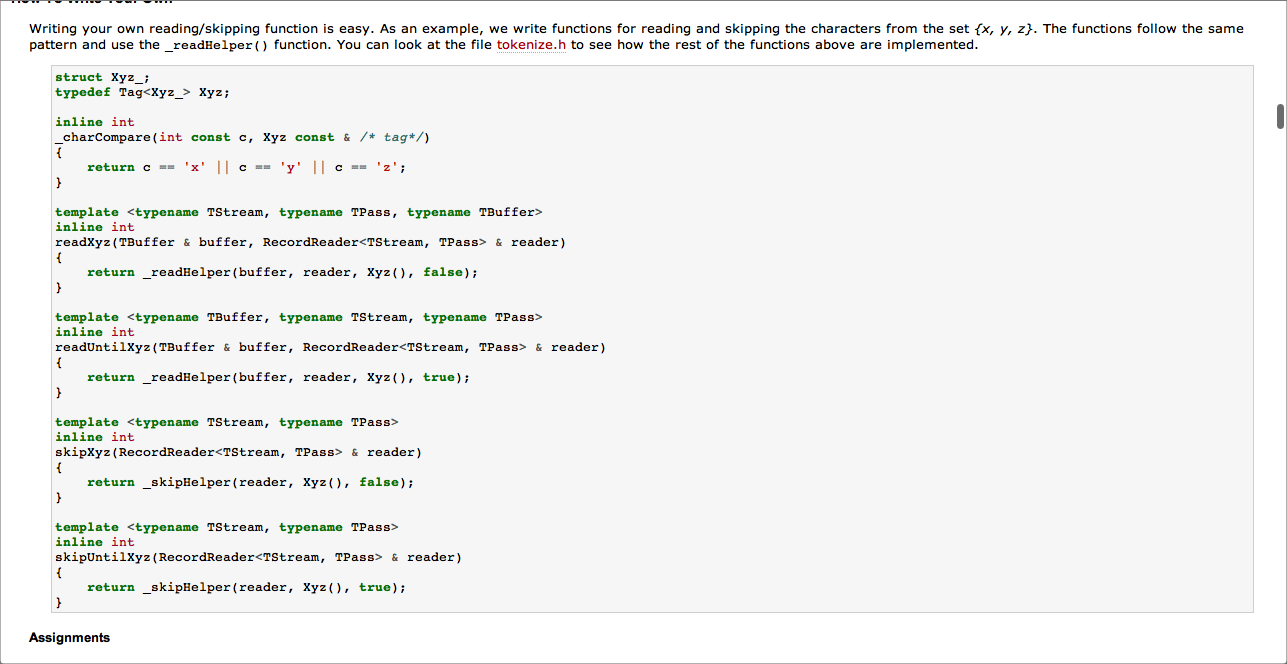 Writing your own reading/skipping function is easy. As an example, we write functions for reading and skipping the characters from the set {x, y, z}. The functions follow the same
pattern and use the _readHelper() function. You can look at the file tokenize.h to see how the rest of the functions above are implemented.
struct Xyz_;
typedef Tag<Xyz_> Xyz;
inline int
_charCompare(int const c, Xyz const & /* tag*/)
{
    return c == 'x' || c == 'y' || c == 'z';
}
template <typename TStream, typename TPass, typename TBuffer>
inline int
readXyz(TBuffer & buffer, RecordReader<TStream, TPass> & reader)
{
    return _readHelper(buffer, reader, Xyz(), false);
}
template <typename TBuffer, typename TStream, typename TPass>
inline int
readUntilXyz(TBuffer & buffer, RecordReader<TStream, TPass> & reader)
{
    return _readHelper(buffer, reader, Xyz(), true);
}
template <typename TStream, typename TPass>
inline int
skipXyz(RecordReader<TStream, TPass> & reader)
{
    return _skipHelper(reader, Xyz(), false);
}
template <typename TStream, typename TPass>
inline int
skipUntilXyz(RecordReader<TStream, TPass> & reader)
{
    return _skipHelper(reader, Xyz(), true);
}
Assignments